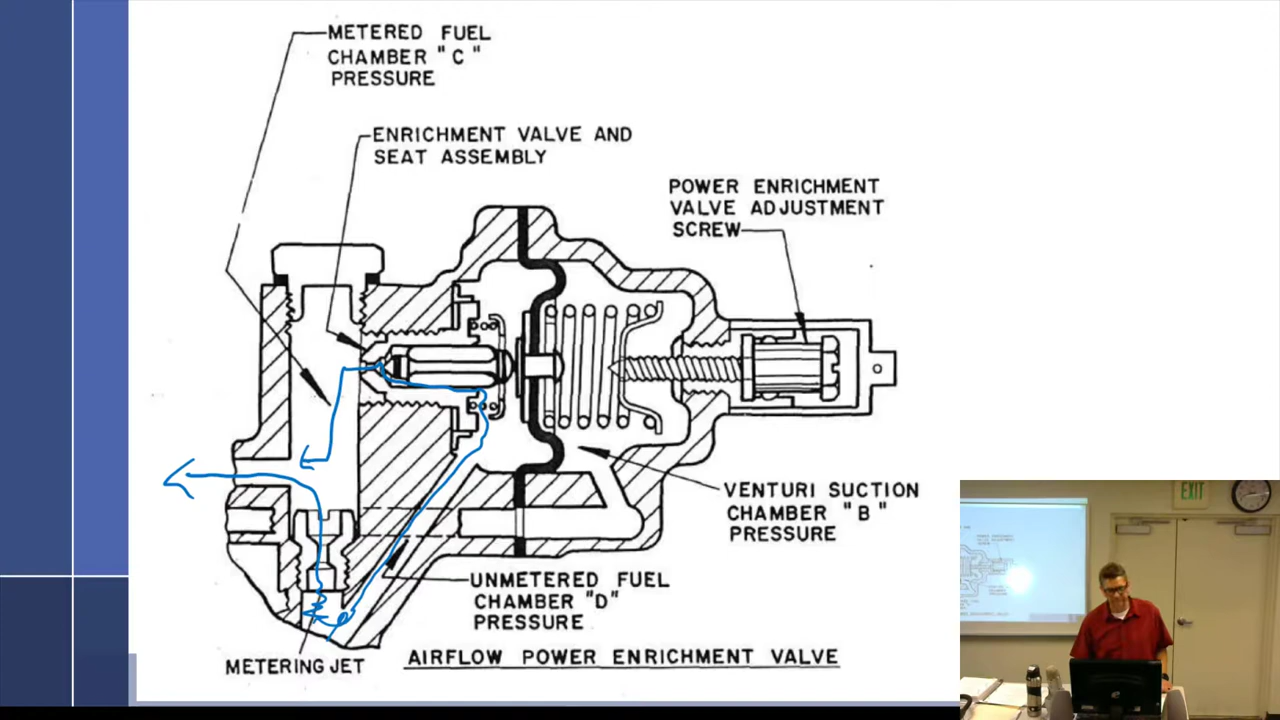 METERED FUEL
CHAMBER "C"
PRESSURE
ENRICHMENT VALVE AND
SEAT ASSEMBLY
POWER ENRICHMENT
VALVE ADJUSTMENT
SCREW
VENTURI SUCTION
CHAMBER "B"
PRESSURE
UNMETERED FUEL
CHAMBER "D"
PRESSURE
METERING JET
AIRFLOW POWER ENRICHMENT VALVE
EXIT